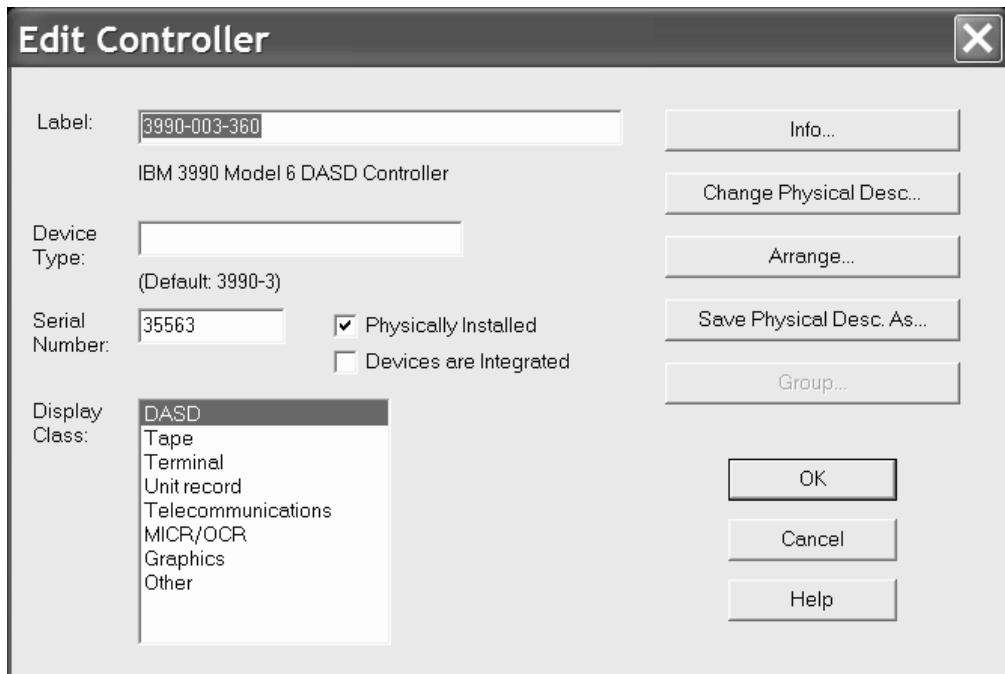 Edit Controller
Label:
3990-003-360
Info...
IBM 3990 Model 6 DASD Controller
Change Physical Desc...
Device
Type:
(Default: 3990-3)
Arrange...
Serial
Number:
35563
Physically Installed
Devices are Integrated
Save Physical Desc. As...
Group...
Display
Class:
DASD
Tape
Terminal
Unit record
Telecommunications
MICR/OCR
Graphics
Other
OK
Cancel
Help